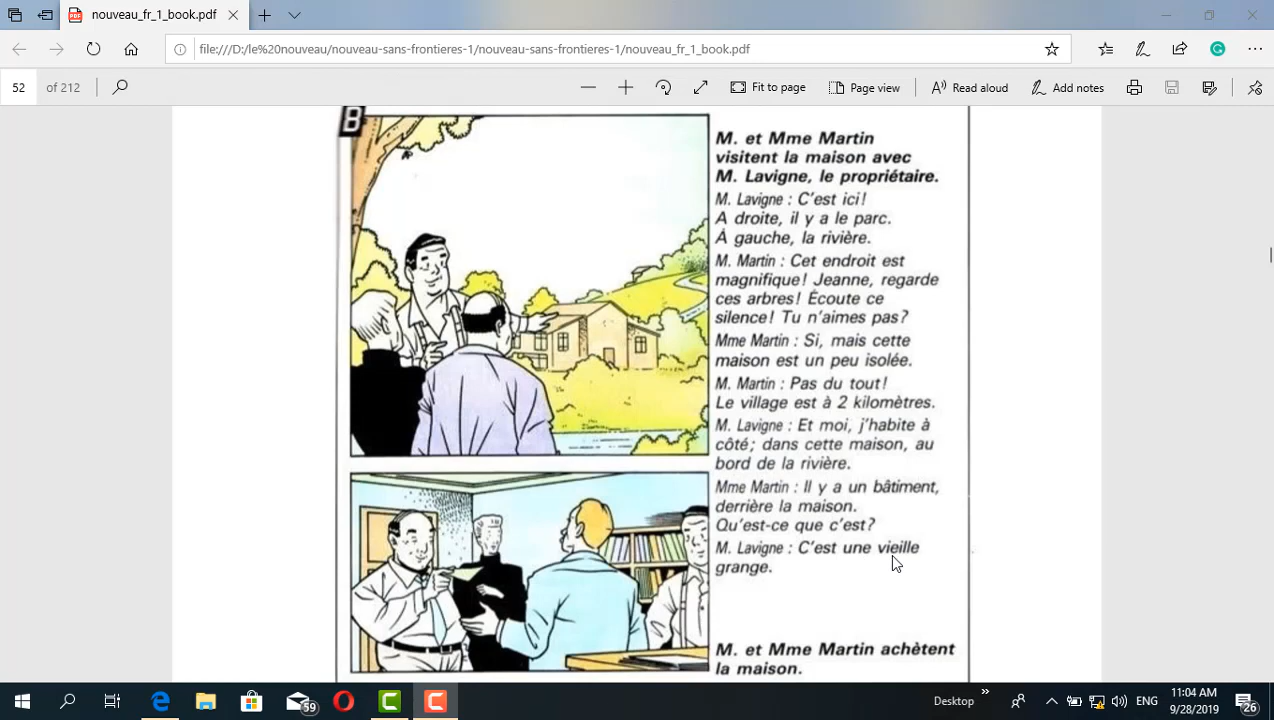 nouveau_fr_1_book.pdf
file:///D:/le%20nouveau/nouveau-sans-frontieres-1/nouveau-sans-frontieres-1/nouveau_fr_1_book.pdf
52 of 212
Fit to page
Page view
Read aloud
Add notes
B
M. et Mme Martin
visitent la maison avec
M. Lavigne, le propriétaire.
M. Lavigne : C'est ici!
A droite, il y a le parc.
À gauche, la rivière.
M. Martin : Cet endroit est
magnifique! Jeanne, regarde
ces arbres! Écoute ce
silence! Tu n'aimes pas?
Mme Martin : Si, mais cette
maison est un peu isolée.
M. Martin : Pas du tout!
Le village est à 2 kilomètres.
M. Lavigne : Et moi, j'habite à
côté; dans cette maison, au
bord de la rivière.
Mme Martin : Il y a un bâtiment,
derrière la maison.
Qu'est-ce que c'est?
M. Lavigne : C'est une vieille
grange.
M. et Mme Martin achètent
la maison.
59
Desktop
ENG
11:04 AM
9/28/2019
26